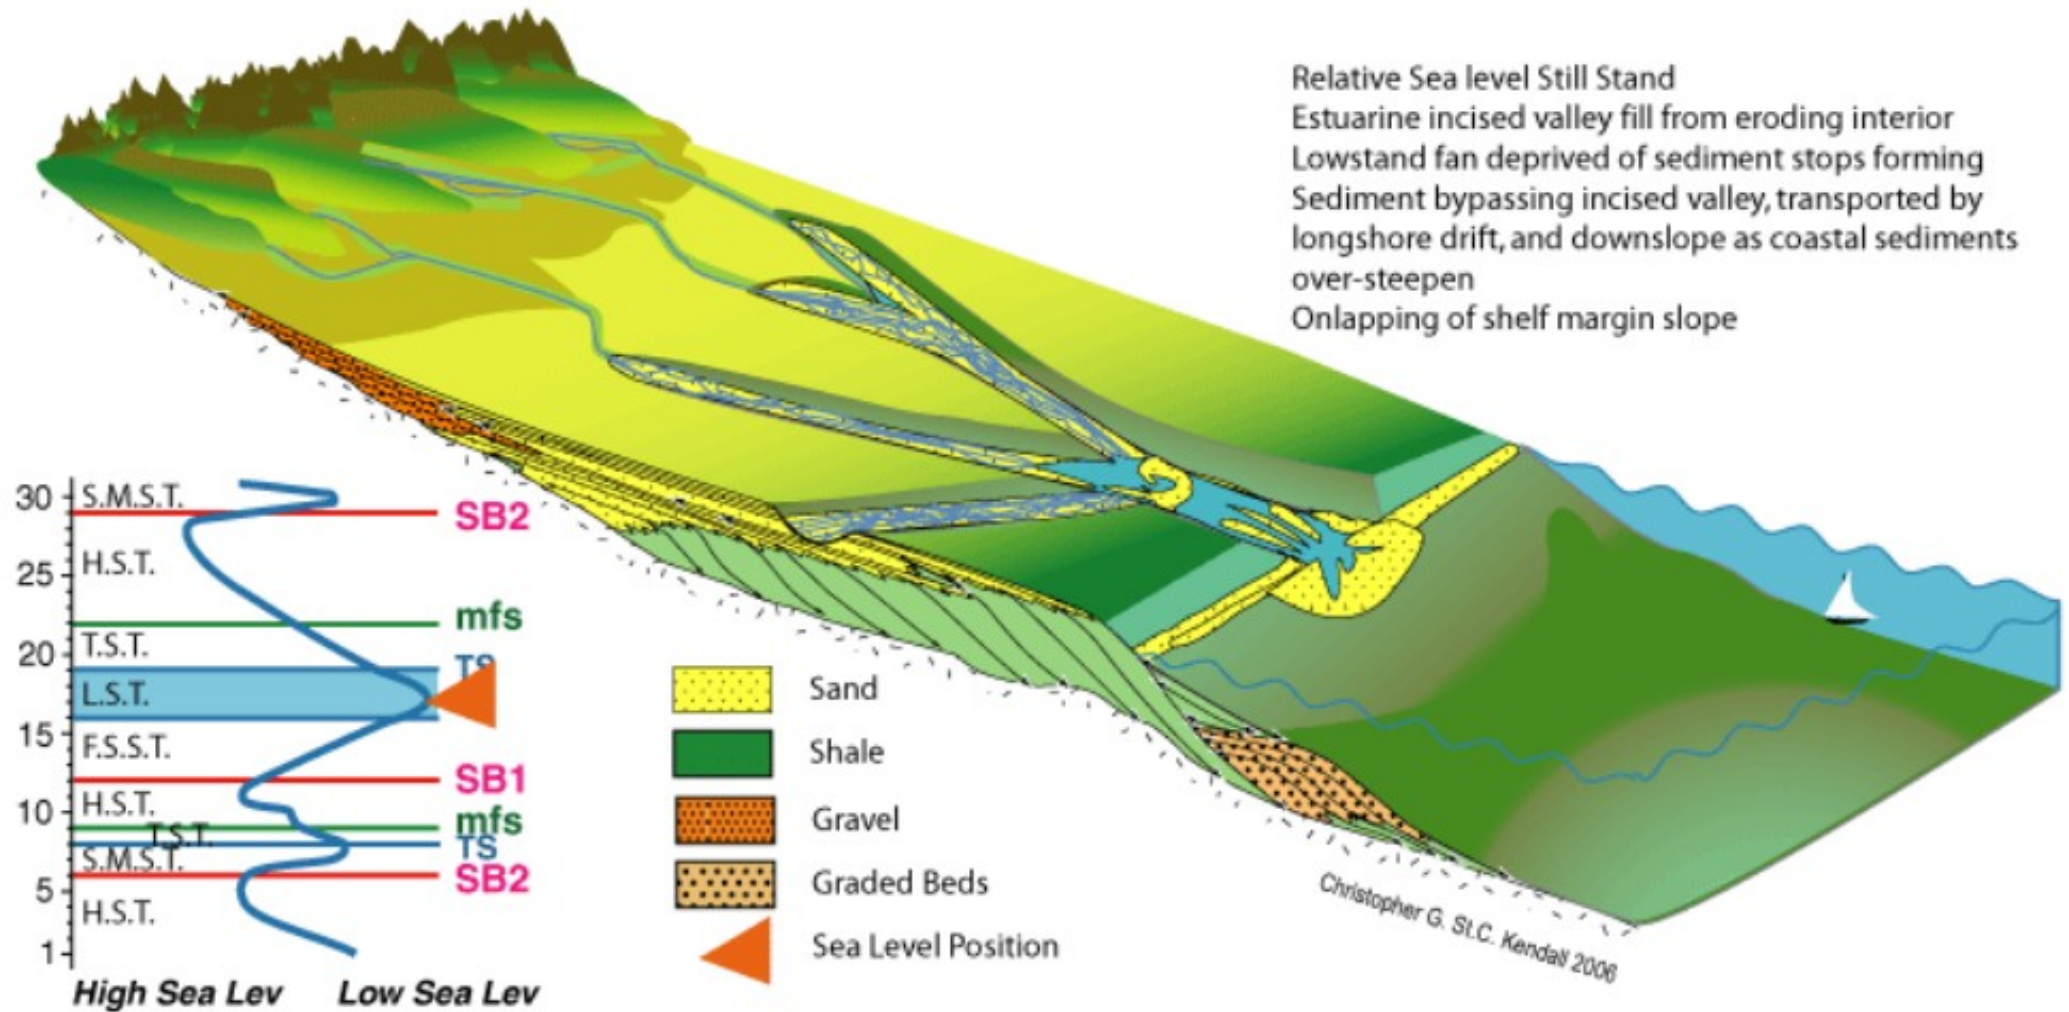 Relative Sea level Still Stand
Estuarine incised valley fill from eroding interior
Lowstand fan deprived of sediment stops forming
Sediment bypassing incised valley, transported by
longshore drift, and downslope as coastal sediments
over-steepen
Onlapping of shelf margin slope
30
S.M.S.T.
SB2
H.S.T.
25
mfs
T.S.T.
20
TS
L.S.T.
15
F.S.S.T.
SB1
H.S.T.
10
mfs
T.S.T.
TS
S.M.S.T.
SB2
5
H.S.T.
1
High Sea Lev
Low Sea Lev
Sand
Shale
Gravel
Graded Beds
Sea Level Position
Christopher G. St.C. Kendall 2006